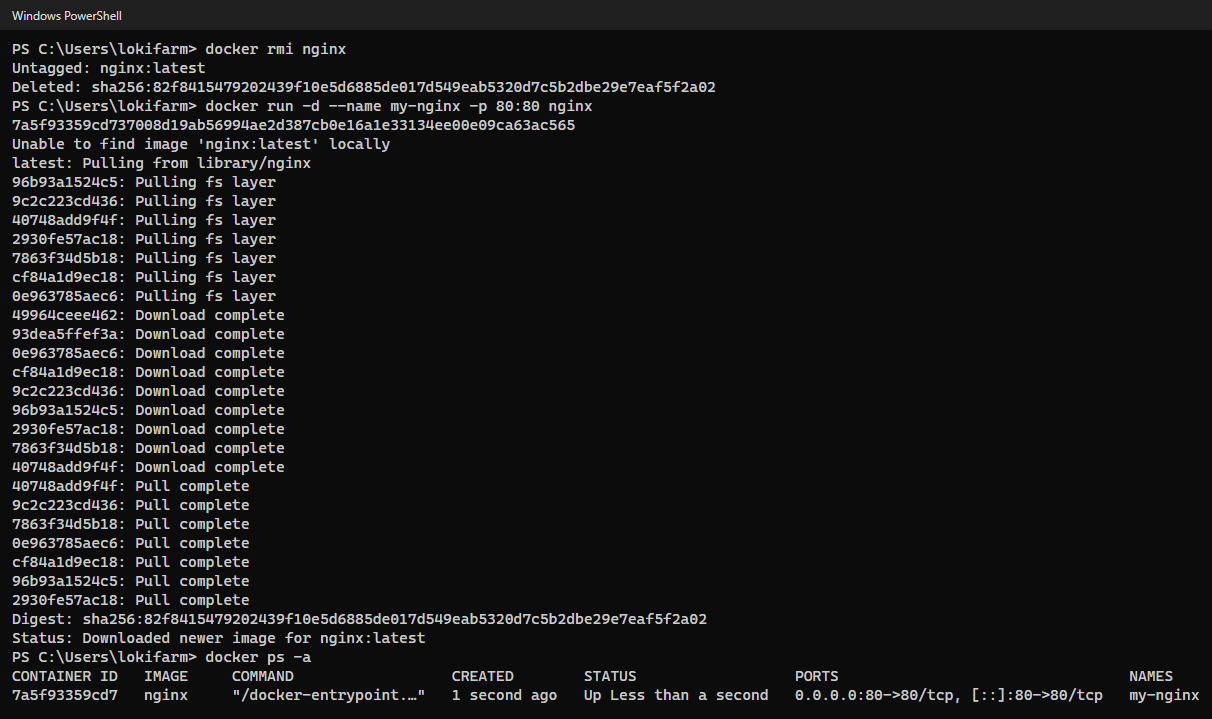 Windows PowerShell
PS C:\Users\lokifarm> docker rmi nginx
Untagged: nginx:latest
Deleted: sha256:82f8415479202439f10e5d6885de017d549eab5320d7c5b2dbe29e7eaf5f2a02
PS C:\Users\lokifarm> docker run -d --name my-nginx -p 80:80 nginx
7a5f93359cd737008d19ab56994ae2d387cb0e16a1e33134ee00e09ca63ac565
Unable to find image 'nginx:latest' locally
latest: Pulling from library/nginx
96b93a1524c5: Pulling fs layer
9c2c223cd436: Pulling fs layer
40748add9f4f: Pulling fs layer
2930fe57ac18: Pulling fs layer
7863f34d5b18: Pulling fs layer
cf84a1d9ec18: Pulling fs layer
0e963785aec6: Pulling fs layer
49964ceee462: Download complete
93dea5ffef3a: Download complete
0e963785aec6: Download complete
cf84a1d9ec18: Download complete
9c2c223cd436: Download complete
96b93a1524c5: Download complete
2930fe57ac18: Download complete
7863f34d5b18: Download complete
40748add9f4f: Download complete
40748add9f4f: Pull complete
9c2c223cd436: Pull complete
7863f34d5b18: Pull complete
0e963785aec6: Pull complete
cf84a1d9ec18: Pull complete
96b93a1524c5: Pull complete
2930fe57ac18: Pull complete
Digest: sha256:82f8415479202439f10e5d6885de017d549eab5320d7c5b2dbe29e7eaf5f2a02
Status: Downloaded newer image for nginx:latest
PS C:\Users\lokifarm> docker ps -a
CONTAINER ID   IMAGE     COMMAND                  CREATED        STATUS                  PORTS                                 NAMES
7a5f93359cd7   nginx     "/docker-entrypoint.…"   1 second ago   Up Less than a second   0.0.0.0:80->80/tcp, [::]:80->80/tcp   my-nginx